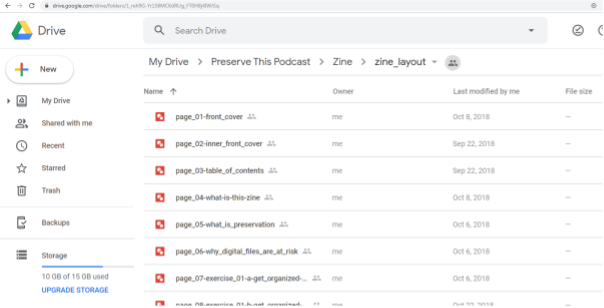 drive.google.com/drive/folders/
Drive
Search Drive
New
My Drive
Shared with me
Recent
Starred
Trash
Backups
Storage
10 GB of 15 GB used
UPGRADE STORAGE
My Drive > Preserve This Podcast > Zine > zine_layout
Name Owner Last modified by me File size
page_01-front_cover me Oct 8, 2018 —
page_02-inner_front_cover me Sep 22, 2018 —
page_03-table_of_contents me Sep 22, 2018 —
page_04-what-is-this-zine me Oct 8, 2018 —
page_05-what_is_preservation me Oct 6, 2018 —
page_06-why_digital_files_are_at_risk me Oct 6, 2018 —
page_07-exercise_01-a-get_organized-... me Oct 6, 2018 —
page_08-exercise_01-b-get_organized-... me Oct 22, 2018 —